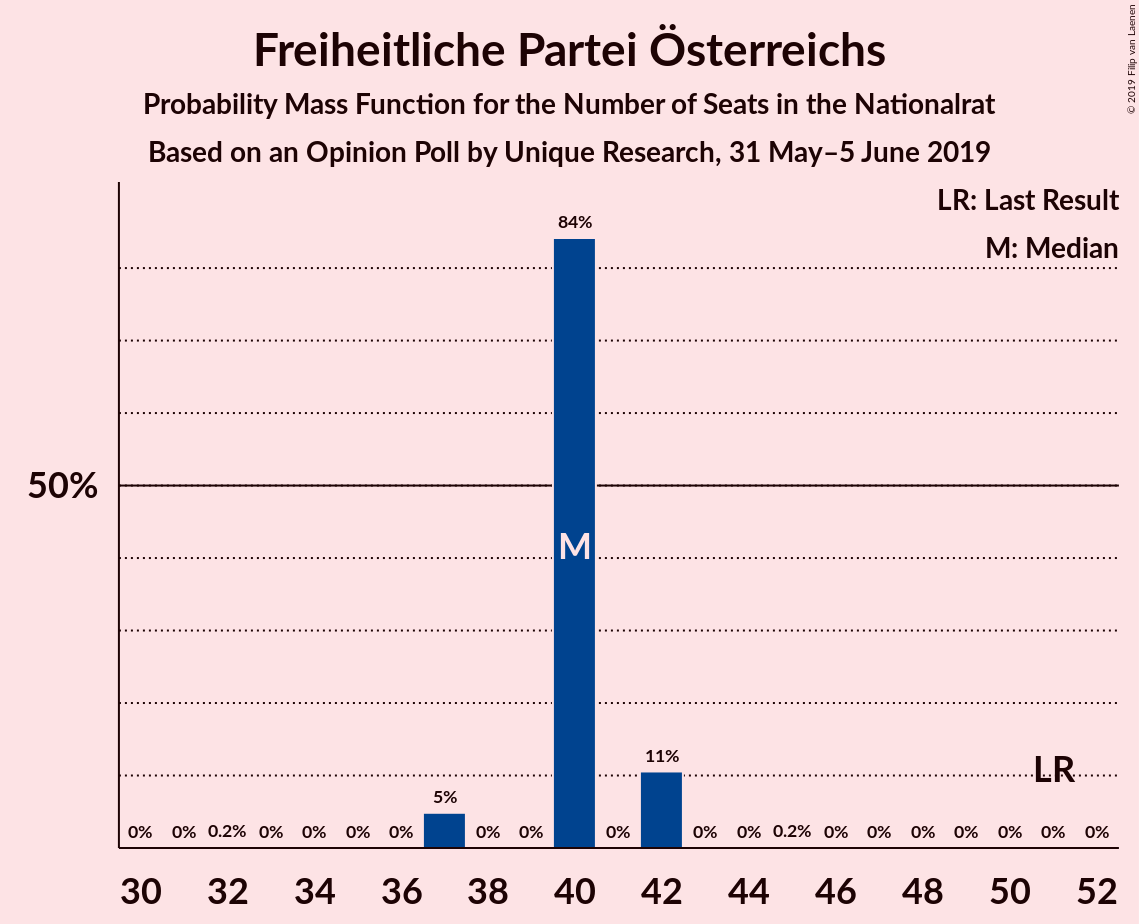 Freiheitliche Partei Österreichs
Probability Mass Function for the Number of Seats in the Nationalrat
Based on an Opinion Poll by Unique Research, 31 May–5 June 2019
© 2019 Filip van Laenen
LR: Last Result
M: Median
50%
0% 0% 0.2% 0% 0% 0% 0% 5% 0% 0% 84% 0% 11% 0% 0% 0.2% 0% 0% 0% 0% 0% 0% 0%
M
LR
30 32 34 36 38 40 42 44 46 48 50 52